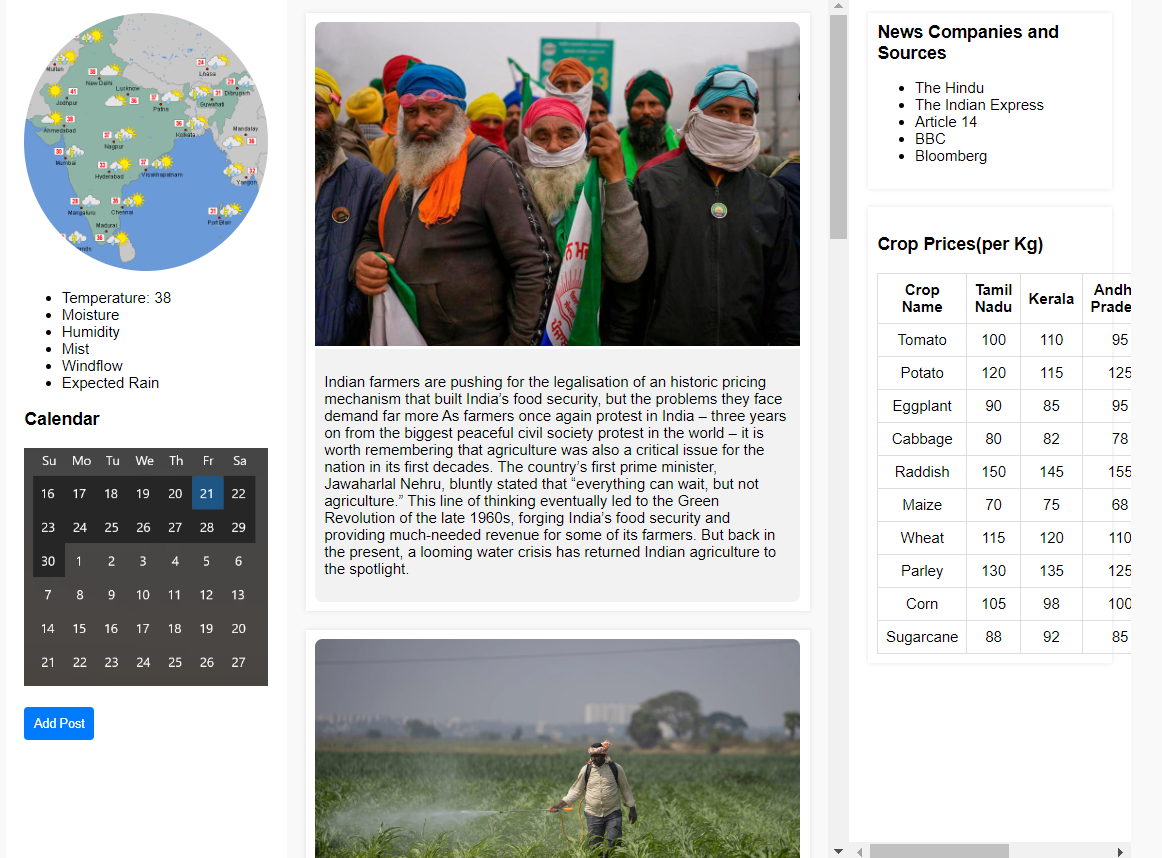 Multan
New Delhi
Lucknow
Lhasa
Dibrugarh
Jodhpur
Patna
Guwahati
Ahmedabad
Kolkata
Mandalay
Nagpur
Mumbai
Hyderabad
Visakhapatnam
Yangon
Mangaluru
Chennai
Port Blair
Madurai
Temperature: 38
Moisture
Humidity
Mist
Windflow
Expected Rain
Calendar
Su Mo Tu We Th Fr Sa
16 17 18 19 20 21 22
23 24 25 26 27 28 29
30 1 2 3 4 5 6
7 8 9 10 11 12 13
14 15 16 17 18 19 20
21 22 23 24 25 26 27
Add Post
Indian farmers are pushing for the legalisation of an historic pricing
mechanism that built India’s food security, but the problems they face
demand far more As farmers once again protest in India – three years
on from the biggest peaceful civil society protest in the world – it is
worth remembering that agriculture was also a critical issue for the
nation in its first decades. The country’s first prime minister,
Jawaharlal Nehru, bluntly stated that “everything can wait, but not
agriculture.” This line of thinking eventually led to the Green
Revolution of the late 1960s, forging India’s food security and
providing much-needed revenue for some of its farmers. But back in
the present, a looming water crisis has returned Indian agriculture to
the spotlight.
News Companies and
Sources
The Hindu
The Indian Express
Article 14
BBC
Bloomberg
Crop Prices(per Kg)
Crop Name Tamil Nadu Kerala Andh Prade
Tomato 100 110 95
Potato 120 115 125
Eggplant 90 85 95
Cabbage 80 82 78
Raddish 150 145 155
Maize 70 75 68
Wheat 115 120 110
Parley 130 135 125
Corn 105 98 100
Sugarcane 88 92 85